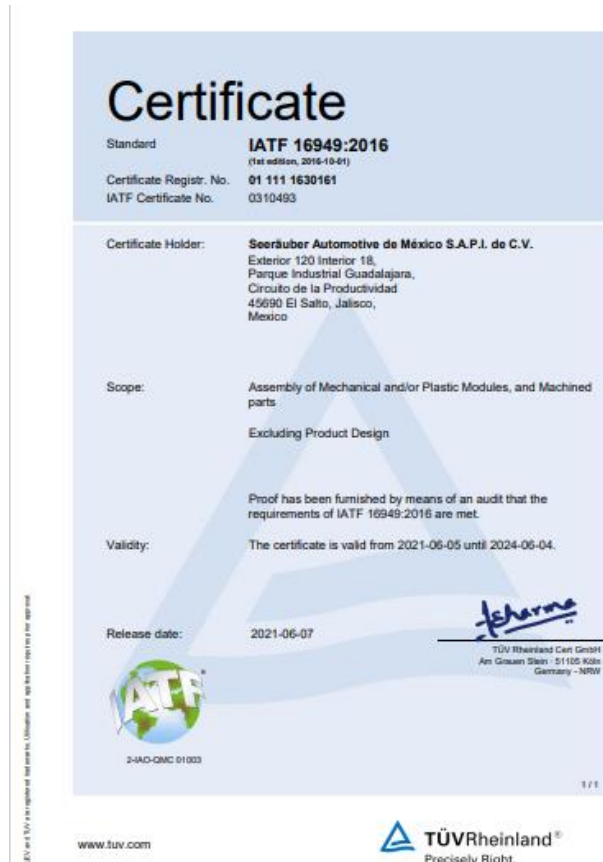 Certificate
Standard
IATF 16949:2016
(1st edition, 2016-10-01)
Certificate Registr. No.
01 111 1630161
IATF Certificate No.
0310493
Certificate Holder:
Seeräuber Automotive de México S.A.P.I. de C.V.
Exterior 120 Interior 18,
Parque Industrial Guadalajara,
Circuito de la Productividad
45690 El Salto, Jalisco,
Mexico
Scope:
Assembly of Mechanical and/or Plastic Modules, and Machined
parts
Excluding Product Design
Proof has been furnished by means of an audit that the
requirements of IATF 16949:2016 are met.
Validity:
The certificate is valid from 2021-06-05 until 2024-06-04.
Release date:
2021-06-07
TÜV Rheinland Cert GmbH
Am Grauen Stein · 51105 Köln
Germany – NRW
IATF
2-IAO-QMC 01003
1 / 1
www.tuv.com
TÜVRheinland®
Precisely Right.